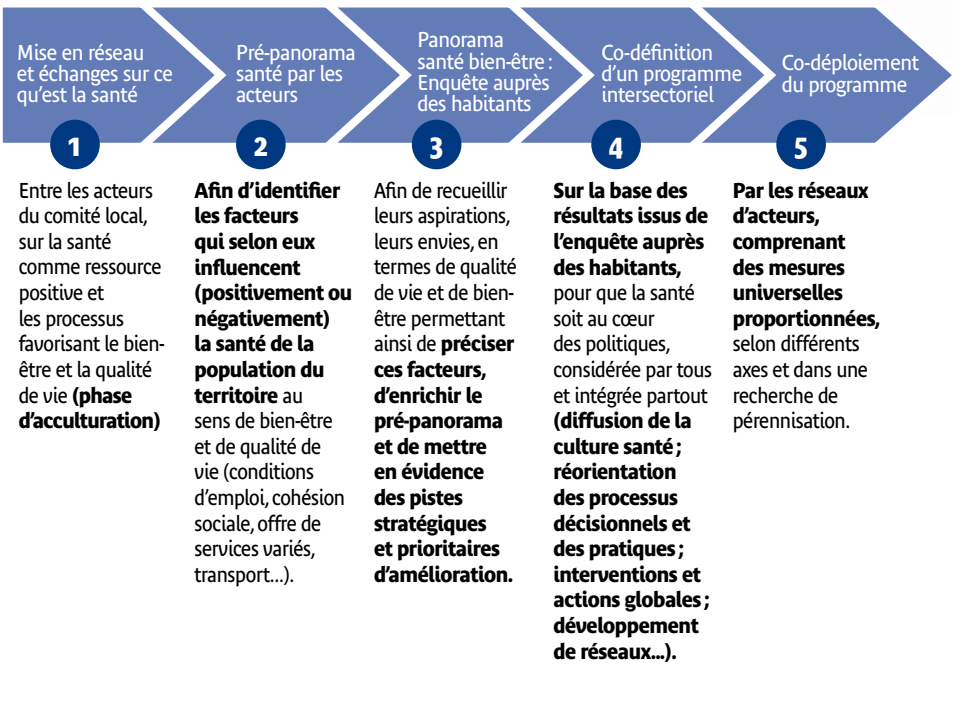 Mise en réseau
et échanges sur ce
qu'est la santé
1
Entre les acteurs
du comité local,
sur la santé
comme ressource
positive et
les processus
favorisant le bien-
être et la qualité
de vie (phase
d'acculturation)
Pré-panorama
santé par les
acteurs
2
Afin d'identifier
les facteurs
qui selon eux
influencent
(positivement ou
négativement)
la santé de la
population du
territoire au
sens de bien-être
et de qualité de
vie (conditions
d'emploi, cohésion
sociale, offre de
services variés,
transport...).
Panorama
santé bien-être :
Enquête auprès
des habitants
3
Afin de recueillir
leurs aspirations,
leurs envies, en
termes de qualité
de vie et de bien-
être permettant
ainsi de préciser
ces facteurs,
d'enrichir le
pré-panorama
et de mettre
en évidence
des pistes
stratégiques
et prioritaires
d'amélioration.
Co-définition
d'un programme
intersectoriel
4
Sur la base des
résultats issus de
l'enquête auprès
des habitants,
pour que la santé
soit au cœur
des politiques,
considérée par tous
et intégrée partout
(diffusion de la
culture santé ;
réorientation
des processus
décisionnels et
des pratiques ;
interventions et
actions globales ;
développement
de réseaux...).
Co-déploiement
du programme
5
Par les réseaux
d'acteurs,
comprenant
des mesures
universelles
proportionnées,
selon différents
axes et dans une
recherche de
pérennisation.